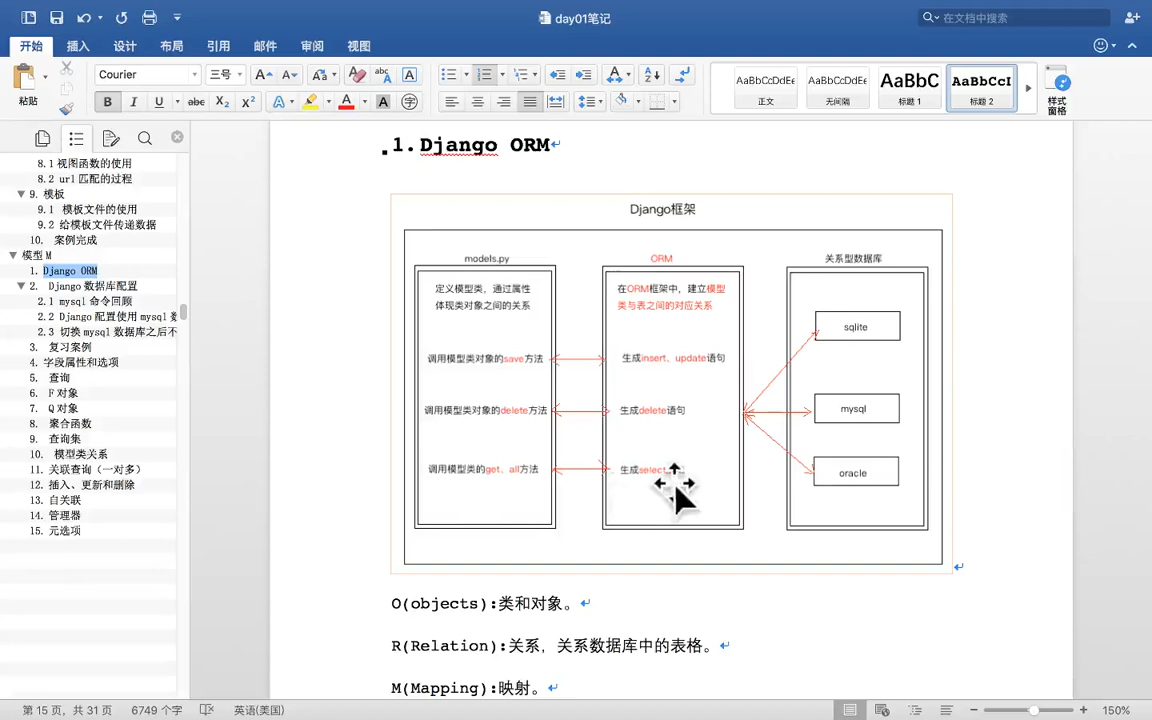 day01笔记
在文档中搜索
开始 插入 设计 布局 引用 邮件 审阅 视图
粘贴
Courier
三号
AaBbCcDdEe
正文
AaBbCcDdEe
无间隔
AaBbC
标题 1
AaBbCcI
标题 2
样式
窗格
8.1 视图函数的使用
8.2 url 匹配的过程
9. 模板
9.1 模板文件的使用
9.2 给模板文件传递数据
10. 案例完成
模型 M
1. Django ORM
2. Django 数据库配置
2.1 mysql 命令回顾
2.2 Django 配置使用 mysql 数
2.3 切换 mysql 数据库之后不
3. 复习案例
4. 字段属性和选项
5. 查询
6. F 对象
7. Q 对象
8. 聚合函数
9. 查询集
10. 模型类关系
11. 关联查询（一对多）
12. 插入、更新和删除
13. 自关联
14. 管理器
15. 元选项
1. Django ORM
Django框架
models.py
定义模型类，通过属性
体现类对象之间的关系
调用模型类对象的save方法
调用模型类对象的delete方法
调用模型类的get、all方法
ORM
在ORM框架中，建立模型
类与表之间的对应关系
生成insert、update语句
生成delete语句
生成select
关系型数据库
sqlite
mysql
oracle
O(objects):类和对象。
R(Relation):关系，关系数据库中的表格。
M(Mapping):映射。
第 15 页，共 31 页 6749 个字 英语(美国) 150%